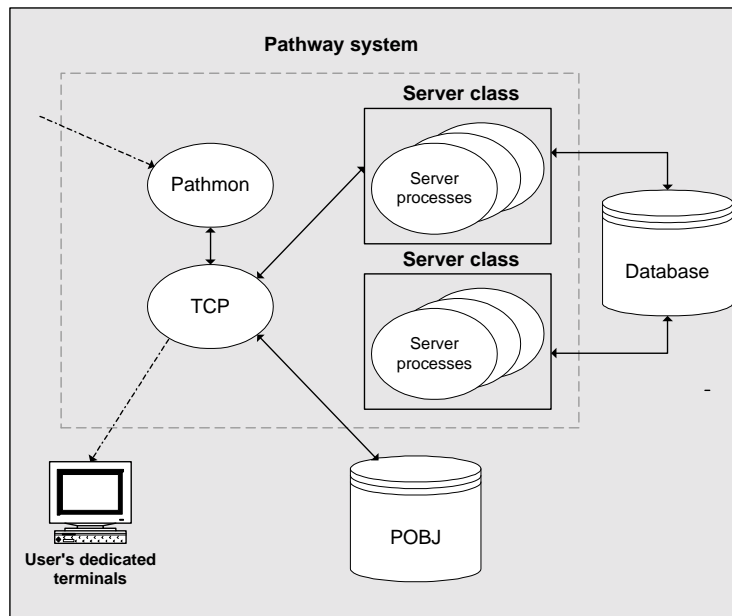 Pathway system
Server class
Pathmon
Server
processes
Server class
TCP
Database
Server
processes
POBJ
User's dedicated
terminals